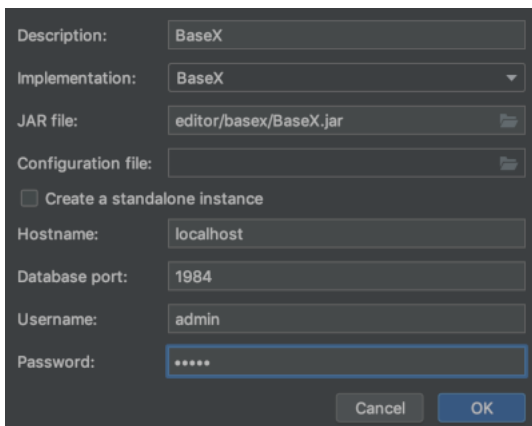 Description: BaseX
Implementation: BaseX
JAR file: editor/basex/BaseX.jar
Configuration file:
Create a standalone instance
Hostname: localhost
Database port: 1984
Username: admin
Password: •••••
Cancel OK